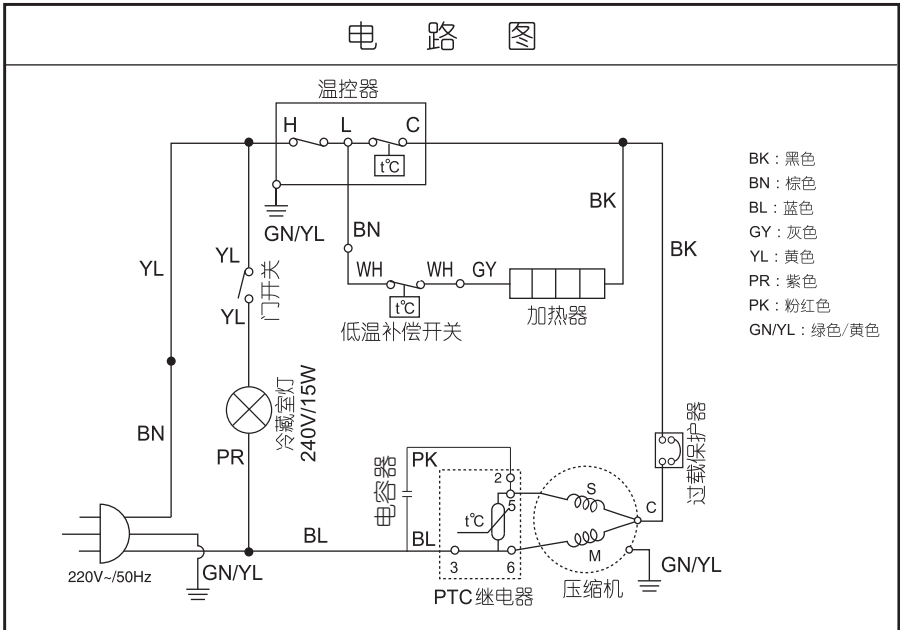 电 路 图
温控器
H L C
t°C
GN/YL
BN
BK
BK
YL
YL
YL
门开关
WH
WH
GY
t°C
低温补偿开关
加热器
BK：黑色
BN：棕色
BL：蓝色
GY：灰色
YL：黄色
PR：紫色
PK：粉红色
GN/YL：绿色/黄色
冷藏室灯
240V/15W
BN
PR
过载保护器
电容器
PK
2
5
t°C
S
C
M
BL
BL
3
6
GN/YL
GN/YL
220V~/50Hz
PTC继电器
压缩机